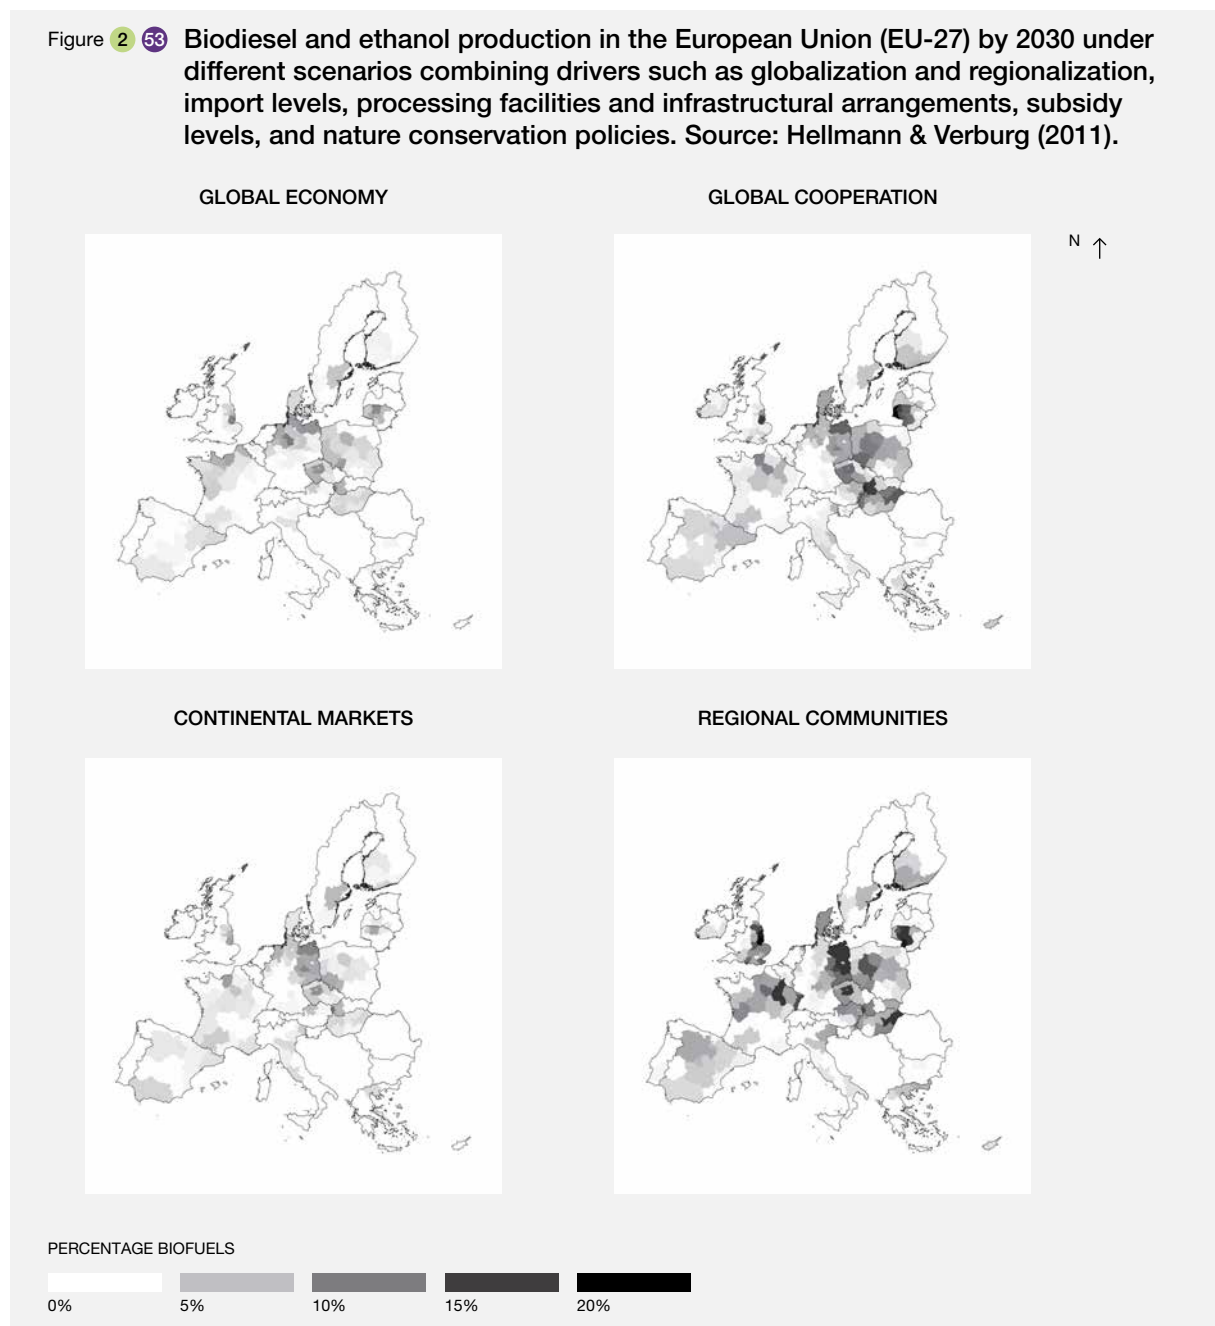 Figure 2 53 Biodiesel and ethanol production in the European Union (EU-27) by 2030 under
different scenarios combining drivers such as globalization and regionalization,
import levels, processing facilities and infrastructural arrangements, subsidy
levels, and nature conservation policies. Source: Hellmann & Verburg (2011).
GLOBAL ECONOMY
GLOBAL COOPERATION
N
CONTINENTAL MARKETS
REGIONAL COMMUNITIES
PERCENTAGE BIOFUELS
0% 5% 10% 15% 20%